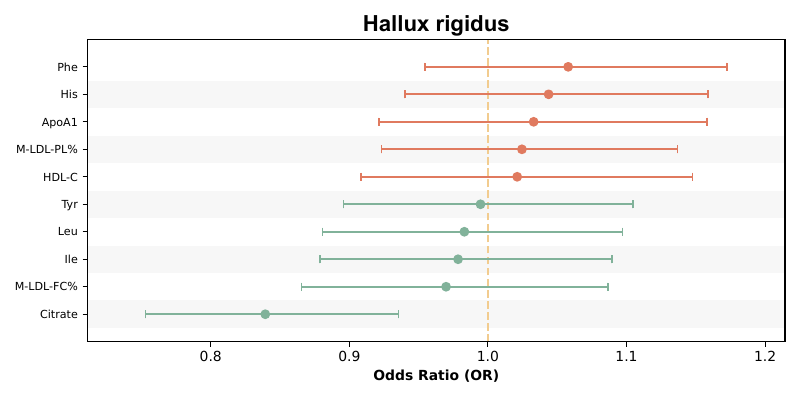 Hallux rigidus
Phe
His
ApoA1
M-LDL-PL%
HDL-C
Tyr
Leu
Ile
M-LDL-FC%
Citrate
0.8 0.9 1.0 1.1 1.2
Odds Ratio (OR)